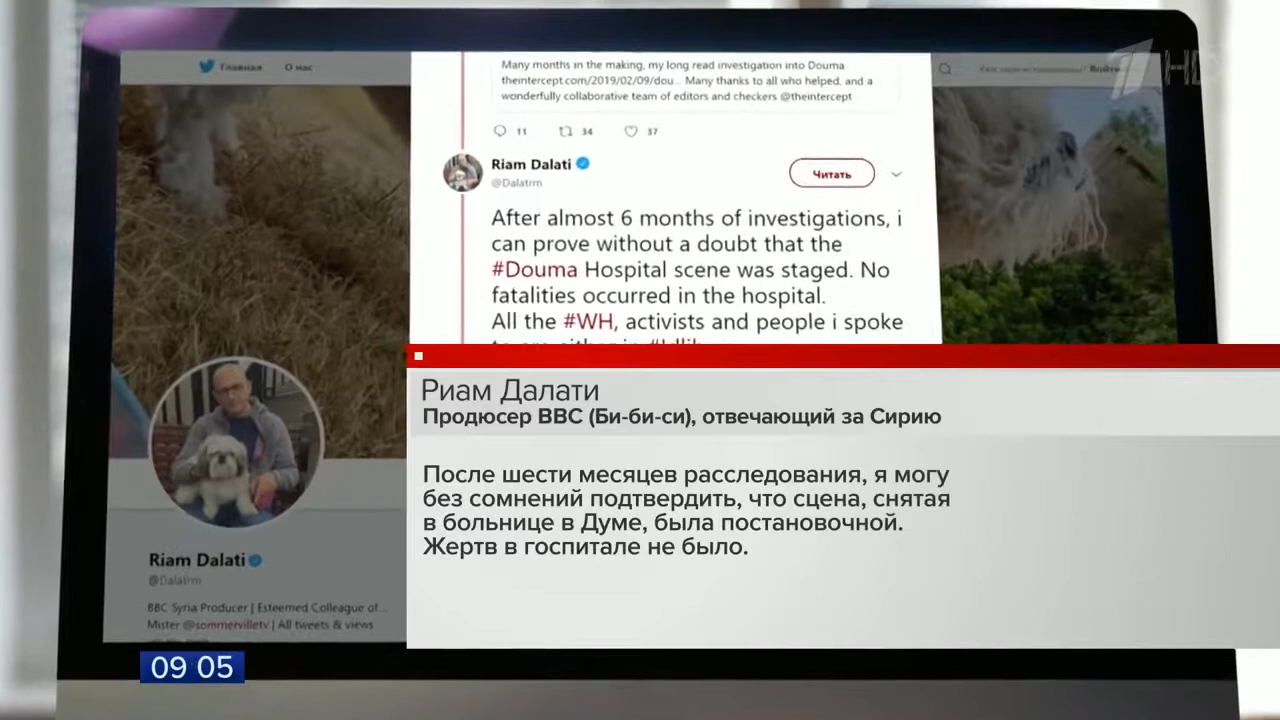 Главная О нас
Many months in the making, my long read investigation into Douma
theintercept.com/2019/02/09/dou... Many thanks to all who helped, and a
wonderfully collaborative team of editors and checkers @theintercept
11 34 37
Riam Dalati
@Dalatrm
Читать
After almost 6 months of investigations, i
can prove without a doubt that the
#Douma Hospital scene was staged. No
fatalities occurred in the hospital.
All the #WH, activists and people i spoke
Войти
НО
Riam Dalati
@Dalatrm
BBC Syria Producer | Esteemed Colleague of...
Mister @sommervilletv | All tweets & views
Риам Далати
Продюсер BBC (Би-би-си), отвечающий за Сирию
После шести месяцев расследования, я могу
без сомнений подтвердить, что сцена, снятая
в больнице в Думе, была постановочной.
Жертв в госпитале не было.
09 05